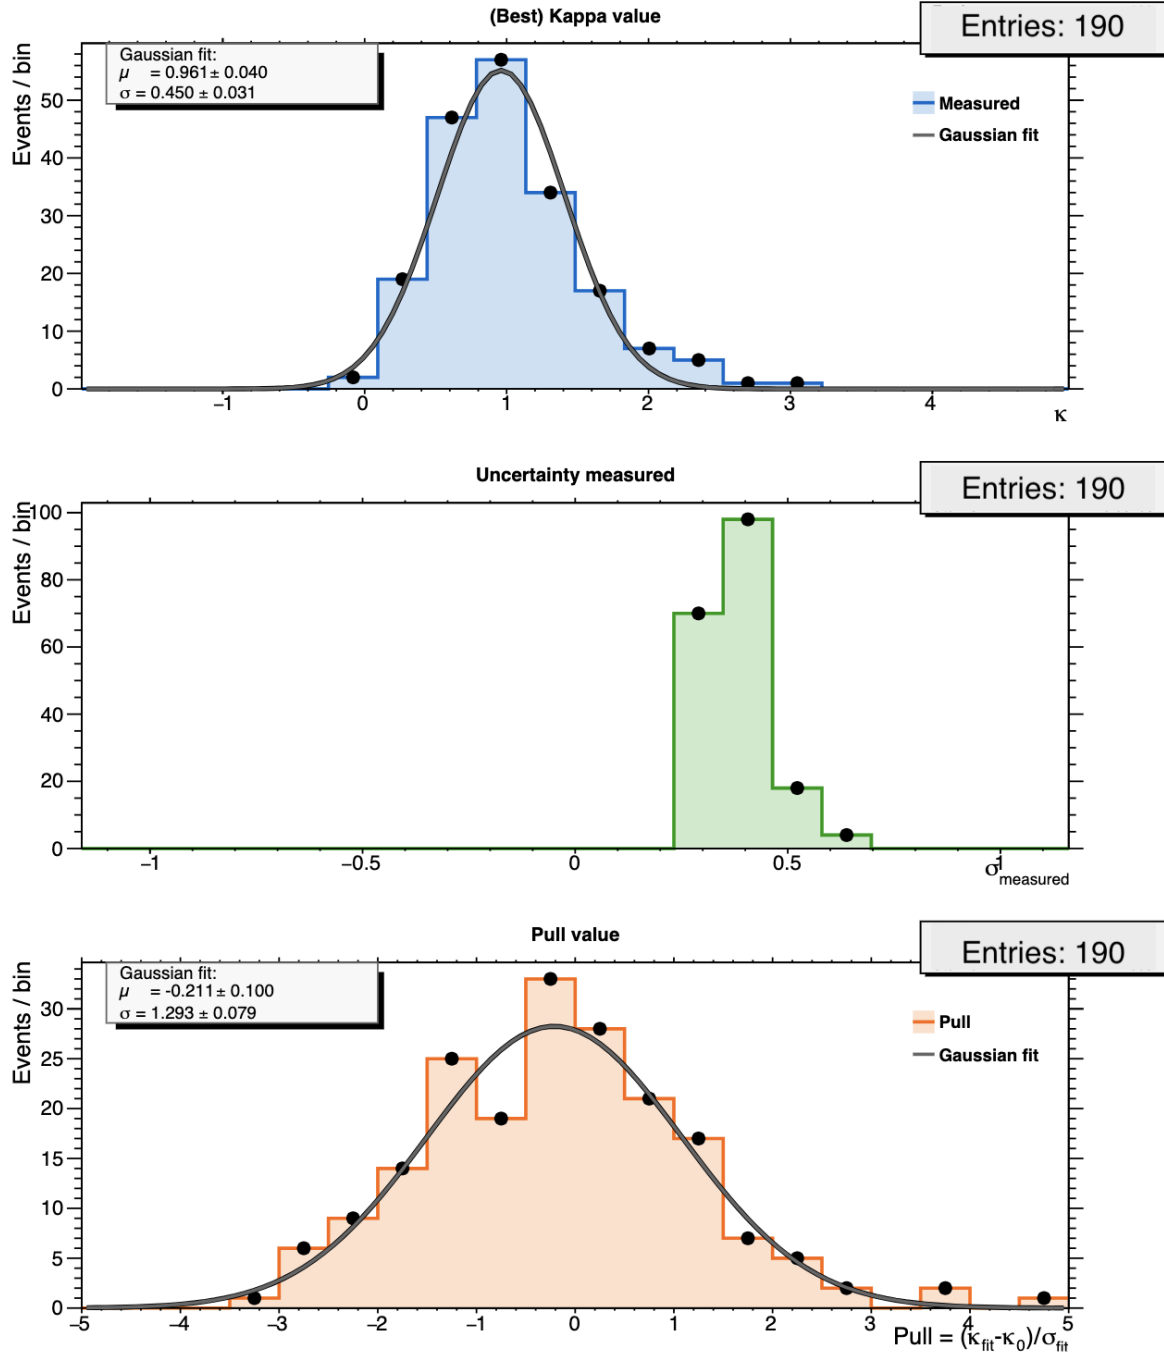 (Best) Kappa value
Entries: 190
Gaussian fit:
μ = 0.961± 0.040
σ = 0.450 ± 0.031
Measured
Gaussian fit
Events / bin
50
40
30
20
10
0
−1 0 1 2 3 4
κ
Uncertainty measured
Entries: 190
Events / bin
100
80
60
40
20
0
−1 −0.5 0 0.5 1
σmeasured
Pull value
Entries: 190
Gaussian fit:
μ = -0.211± 0.100
σ = 1.293 ± 0.079
Pull
Gaussian fit
Events / bin
30
25
20
15
10
5
0
−5 −4 −3 −2 −1 0 1 2 3 4 5
Pull = (κfit-κ0)/σfit